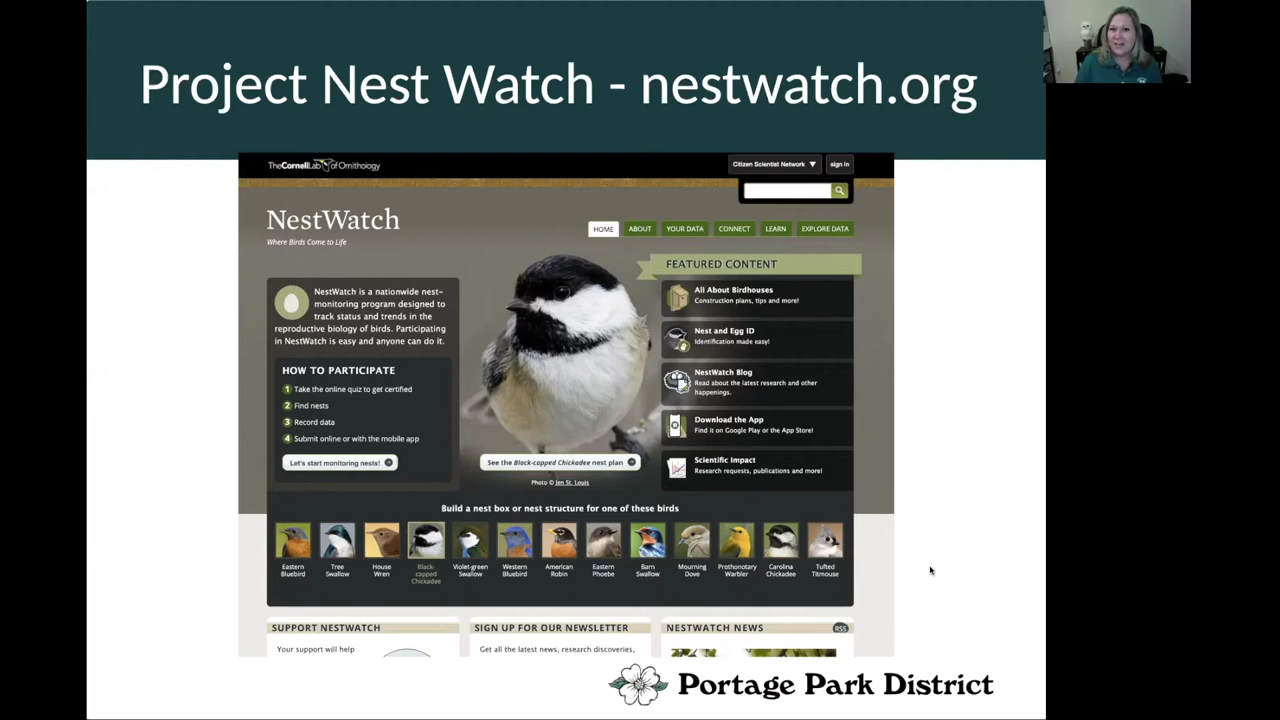 Project Nest Watch - nestwatch.org
TheCornellLab of Ornithology
Citizen Scientist Network
sign in
NestWatch
Where Birds Come to Life
HOME
ABOUT
YOUR DATA
CONNECT
LEARN
EXPLORE DATA
NestWatch is a nationwide nest-
monitoring program designed to
track status and trends in the
reproductive biology of birds. Participating
in NestWatch is easy and anyone can do it.
HOW TO PARTICIPATE
1 Take the online quiz to get certified
2 Find nests
3 Record data
4 Submit online or with the mobile app
Let's start monitoring nests!
See the Black-capped Chickadee nest plan
Photo © Jen St. Louis
FEATURED CONTENT
All About Birdhouses
Construction plans, tips and more!
Nest and Egg ID
Identification made easy!
NestWatch Blog
Read about the latest research and other
happenings.
Download the App
Find it on Google Play or the App Store!
Scientific Impact
Research requests, publications and more!
Build a nest box or nest structure for one of these birds
Eastern
Bluebird
Tree
Swallow
House
Wren
Black-
capped
Chickadee
Violet-green
Swallow
Western
Bluebird
American
Robin
Eastern
Phoebe
Barn
Swallow
Mourning
Dove
Prothonotary
Warbler
Carolina
Chickadee
Tufted
Titmouse
SUPPORT NESTWATCH
Your support will help
SIGN UP FOR OUR NEWSLETTER
Get all the latest news, research discoveries,
NESTWATCH NEWS
RSS
Portage Park District